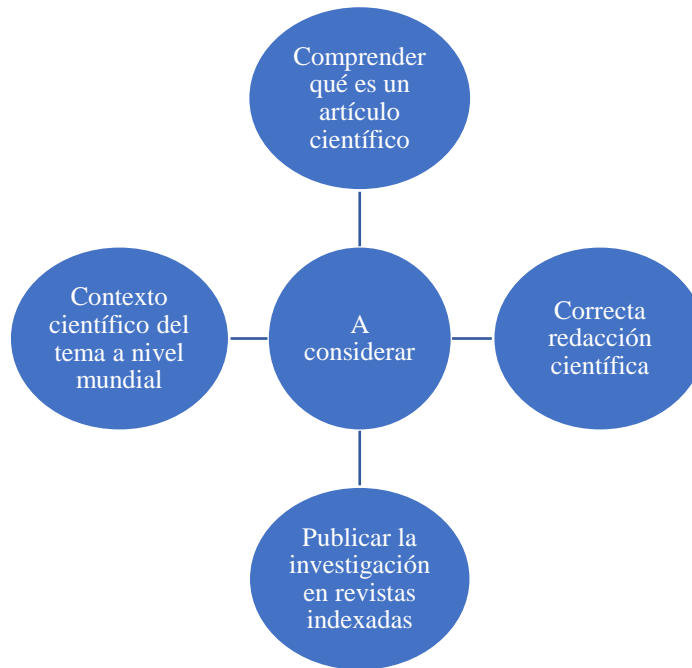 Comprender
qué es un
artículo
científico
Contexto
científico del
tema a nivel
mundial
A
considerar
Correcta
redacción
científica
Publicar la
investigación
en revistas
indexadas